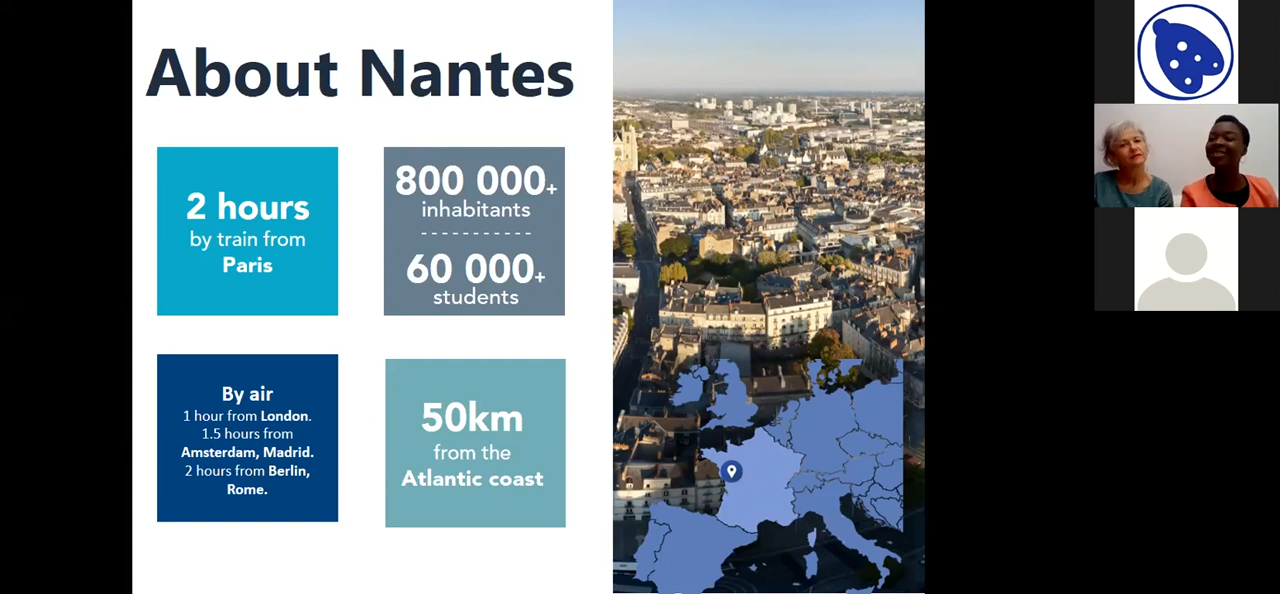 About Nantes
2 hours
by train from
Paris
800 000+
inhabitants
60 000+
students
By air
1 hour from London.
1.5 hours from
Amsterdam, Madrid.
2 hours from Berlin,
Rome.
50km
from the
Atlantic coast